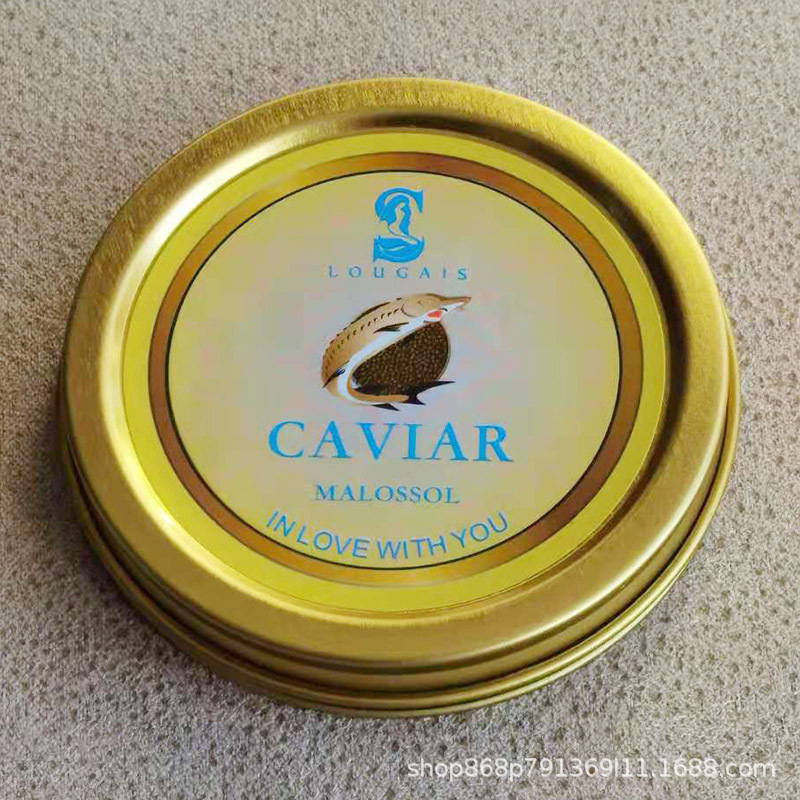 LOUGAIS
CAVIAR
MALOSSOL
IN LOVE WITH YOU
shop868p791369l11.1688.com